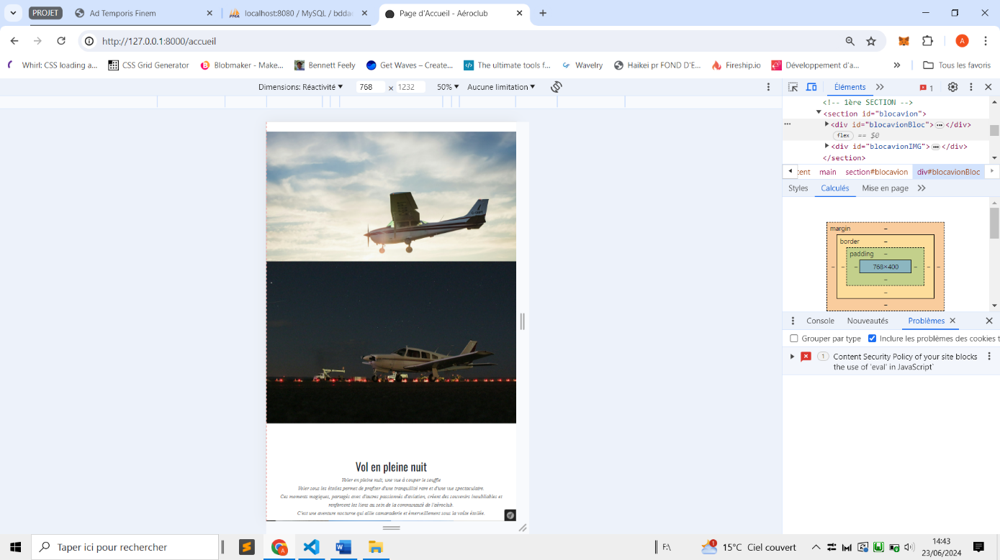 PROJET
Ad Temporis Finem
localhost:8080 / MySQL / bddae
Page d'Accueil - Aéroclub
http://127.0.0.1:8000/accueil
Whirl: CSS loading a...
CSS Grid Generator
Blobmaker - Make...
Bennett Feely
Get Waves – Create...
The ultimate tools f...
Wavelry
Haikei pr FOND D'E...
Fireship.io
Développement d'a...
Tous les favoris
Dimensions: Réactivité
768 × 1232
50%
Aucune limitation
Éléments
1
<!-- 1ère SECTION -->
<section id="blocavion">
<div id="blocavionBloc"> ••• </div>
flex == $0
<div id="blocavionIMG"> ••• </div>
</section>
cent main section#blocavion div#blocavionBloc
Styles Calculés Mise en page
margin –
border –
padding –
768×400
Console Nouveautés Problèmes
Grouper par type Inclure les problèmes des cookies t
1 Content Security Policy of your site blocks
the use of `eval` in JavaScript`
Vol en pleine nuit
Voler en pleine nuit, une vue à couper le souffle
Voler sous les étoiles permet de profiter d'une tranquillité rare et d'une vue spectaculaire.
Ces moments magiques, partagés avec d'autres passionnés d'aviation, créent des souvenirs inoubliables et
renforcent les liens au sein de la communauté de l'aéroclub.
C'est une aventure nocturne qui allie camaraderie et émerveillement sous la voûte étoilée.
Taper ici pour rechercher
F:\
1
15°C Ciel couvert
14:43
23/06/2024